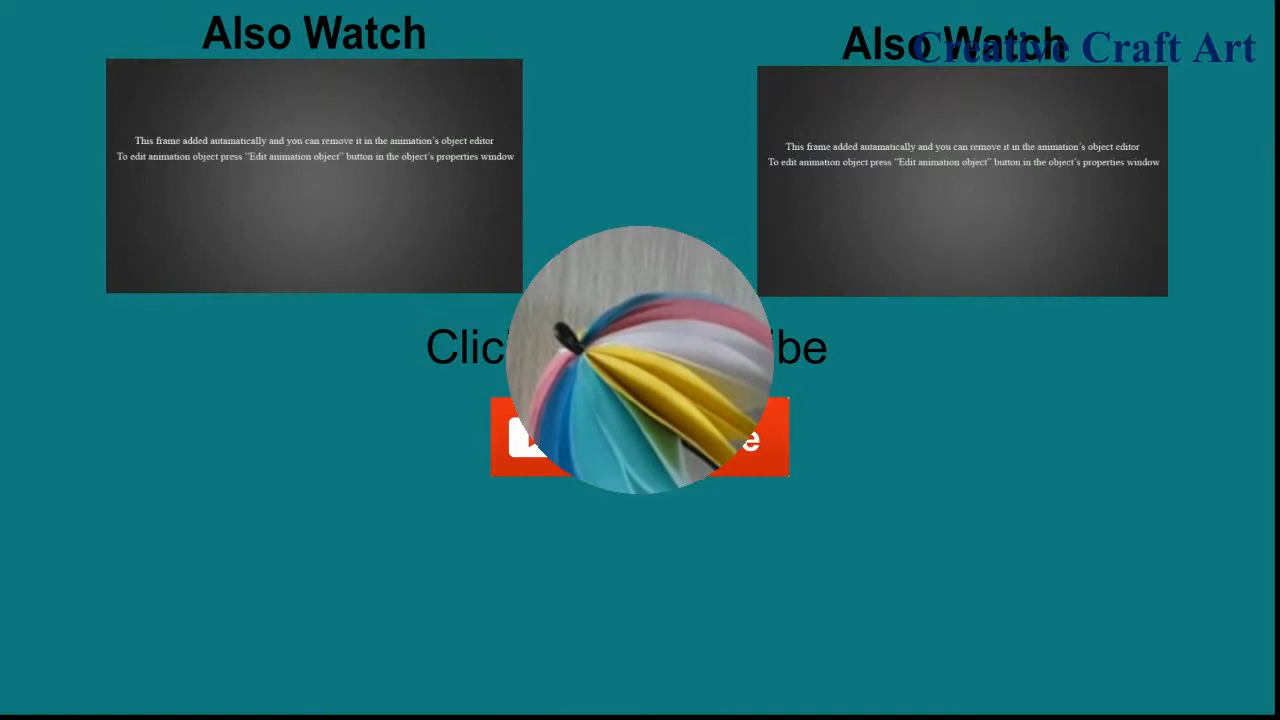 Also Watch
Also Watch
Creative Craft Art
This frame added autamatically and you can remove it in the animation's object editor
To edit animation object press "Edit animation object" button in the object's properties window
This frame added autamatically and you can remove it in the animation's object editor
To edit animation object press "Edit animation object" button in the object's properties window